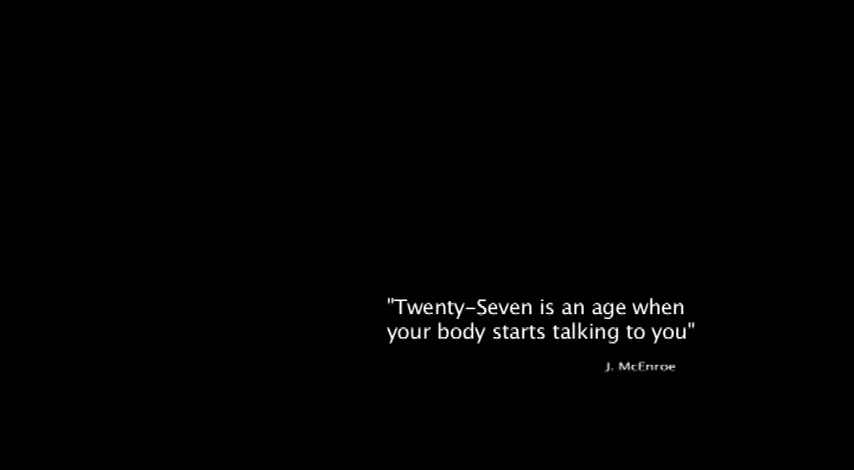 "Twenty-Seven is an age when
your body starts talking to you"
J. McEnroe